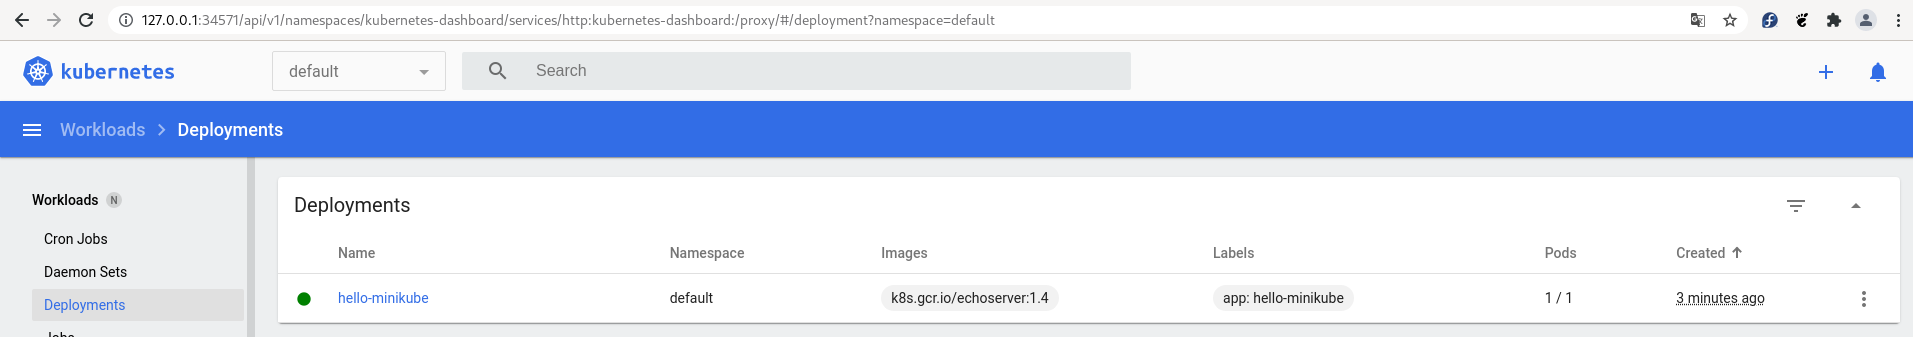 127.0.0.1:34571/api/v1/namespaces/kubernetes-dashboard/services/http:kubernetes-dashboard:/proxy/#/deployment?namespace=default
kubernetes default Search
Workloads Deployments
Workloads N
Cron Jobs
Daemon Sets
Deployments
Jobs
Deployments
Name Namespace Images Labels Pods Created
hello-minikube default k8s.gcr.io/echoserver:1.4 app: hello-minikube 1 / 1 3 minutes ago